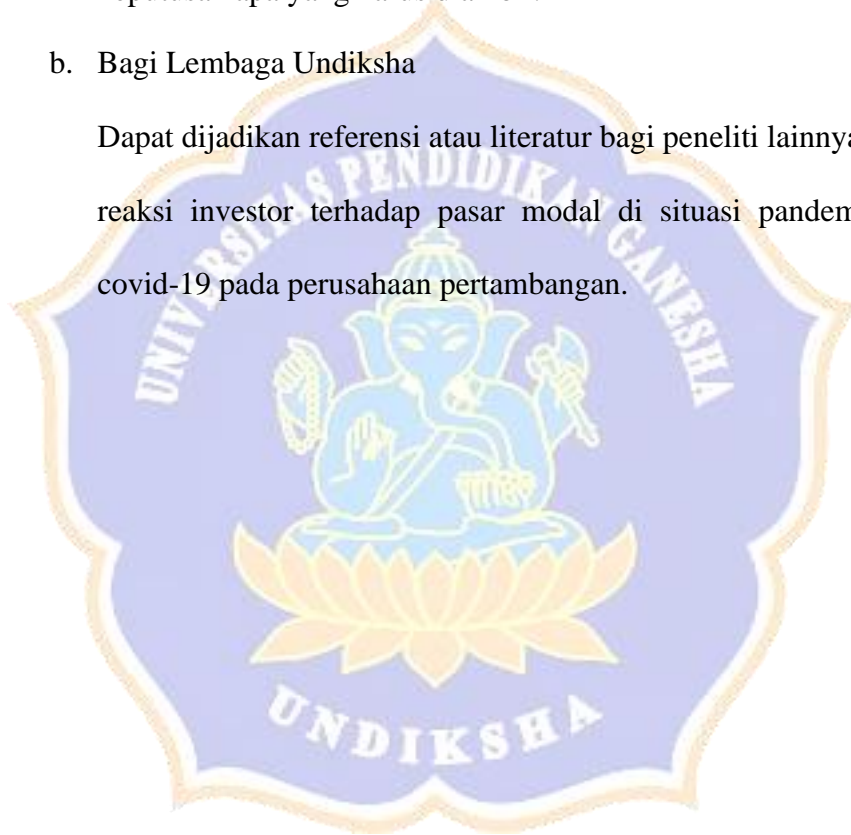 b. Bagi Lembaga Undiksha
Dapat dijadikan referensi atau literatur bagi peneliti lainnya
reaksi investor terhadap pasar modal di situasi pandem
covid-19 pada perusahaan pertambangan.
UNIVERSITAS PENDIDIKAN GANESHA
UNDIKSHA